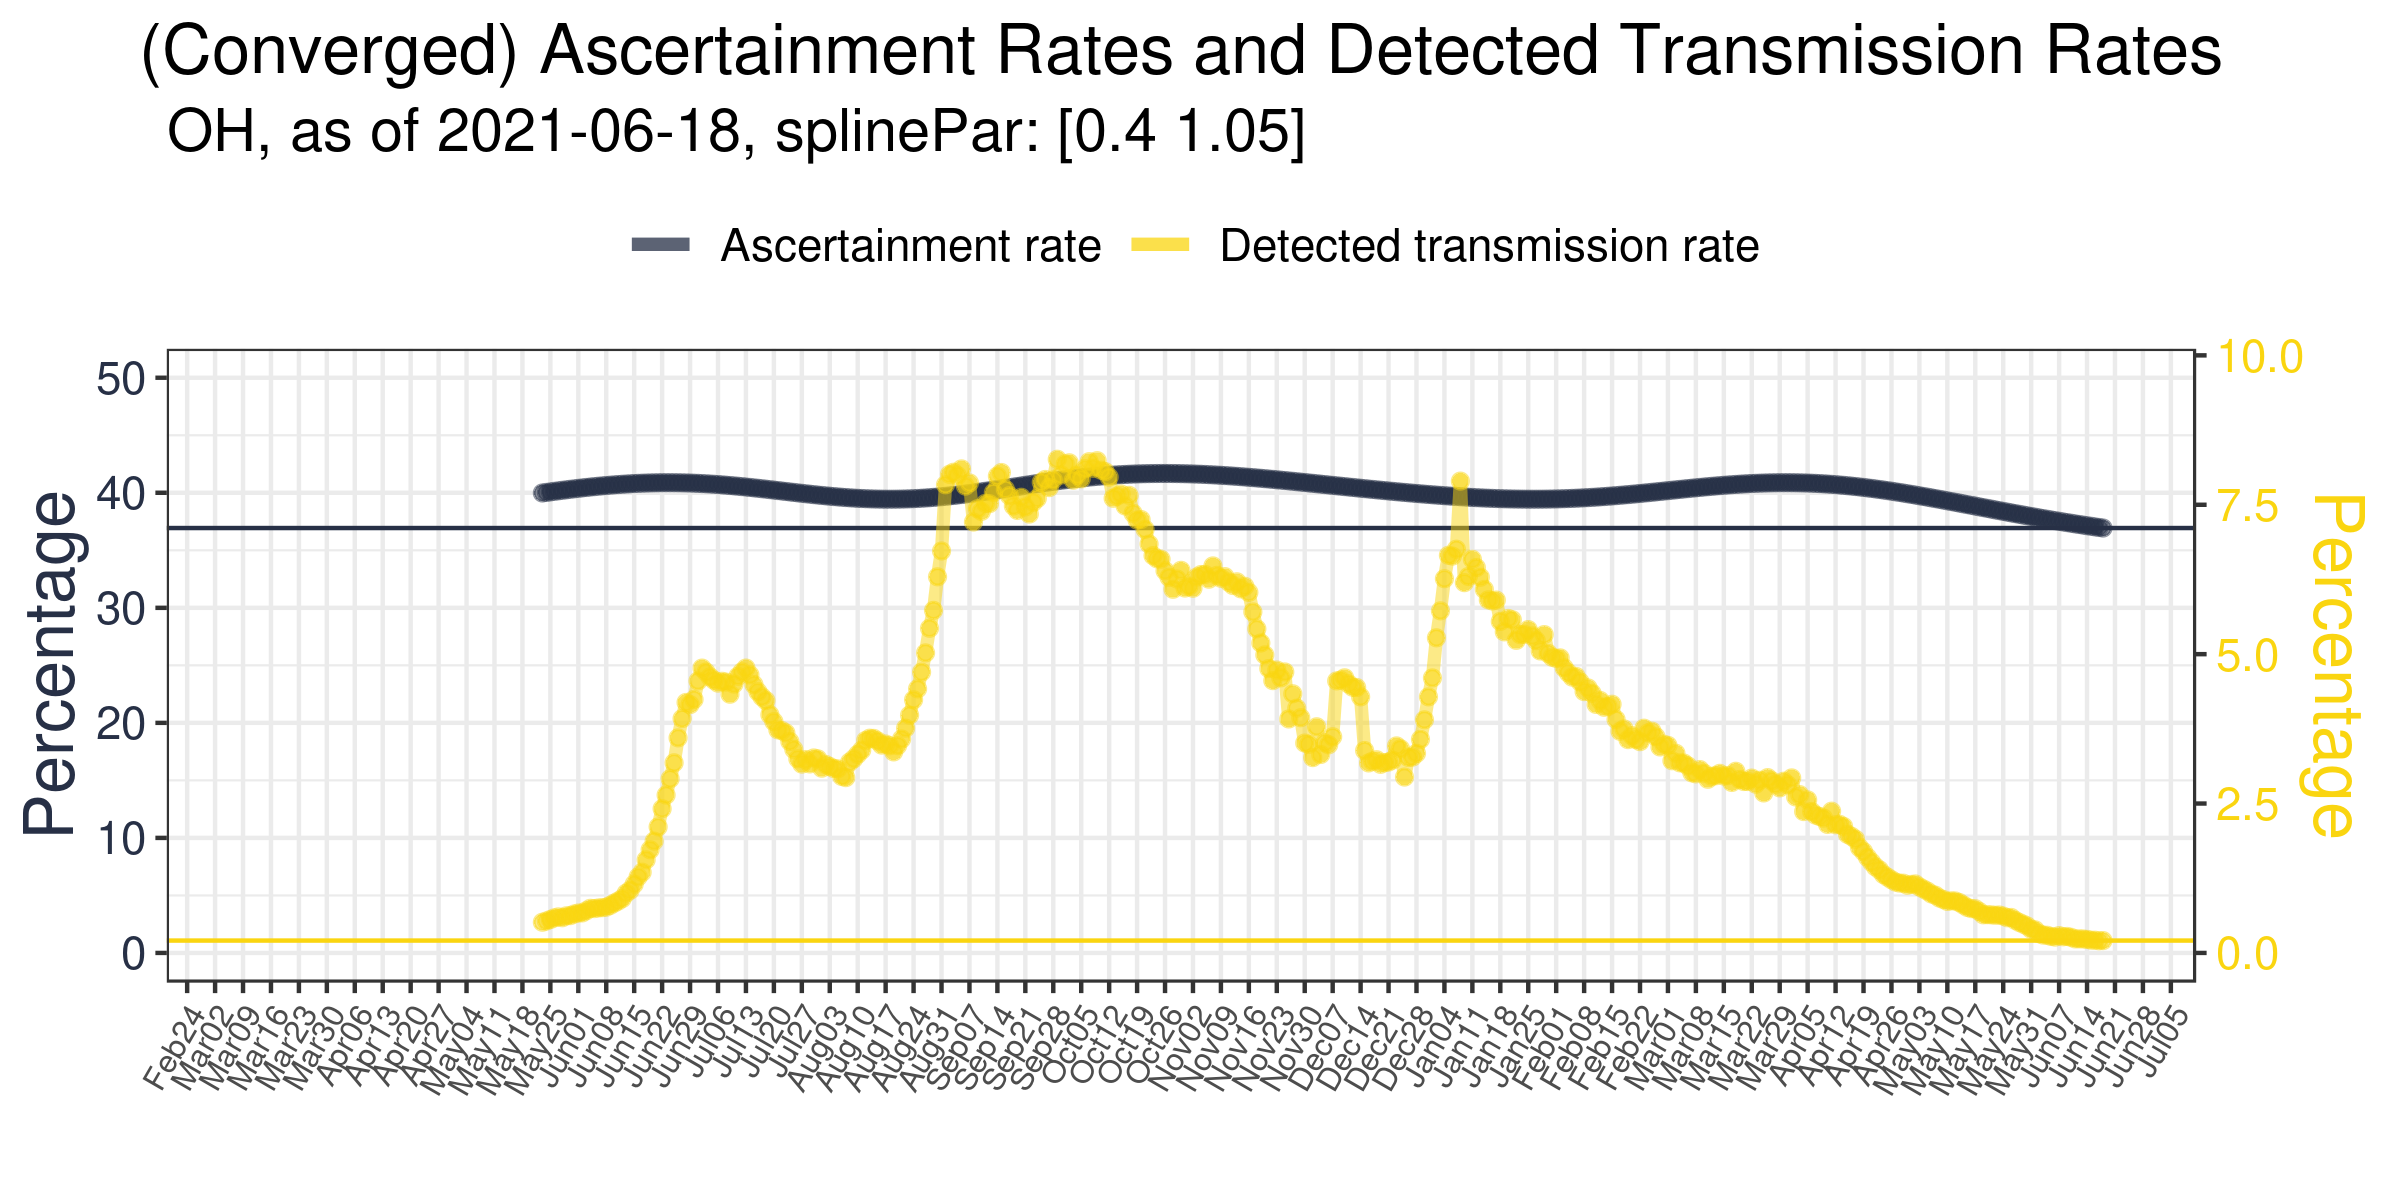 (Converged) Ascertainment Rates and Detected Transmission Rates
OH, as of 2021-06-18, splinePar: [0.4 1.05]
Ascertainment rate
Detected transmission rate
Percentage
50
40
30
20
10
0
10.0
7.5
5.0
2.5
0.0
Percentage
Feb24
Mar02
Mar09
Mar16
Mar23
Mar30
Apr06
Apr13
Apr20
Apr27
May04
May11
May18
May25
Jun01
Jun08
Jun15
Jun22
Jun29
Jul06
Jul13
Jul20
Jul27
Aug03
Aug10
Aug17
Aug24
Aug31
Sep07
Sep14
Sep21
Sep28
Oct05
Oct12
Oct19
Oct26
Nov02
Nov09
Nov16
Nov23
Nov30
Dec07
Dec14
Dec21
Dec28
Jan04
Jan11
Jan18
Jan25
Feb01
Feb08
Feb15
Feb22
Mar01
Mar08
Mar15
Mar22
Mar29
Apr05
Apr12
Apr19
Apr26
May03
May10
May17
May24
May31
Jun07
Jun14
Jun21
Jun28
Jul05